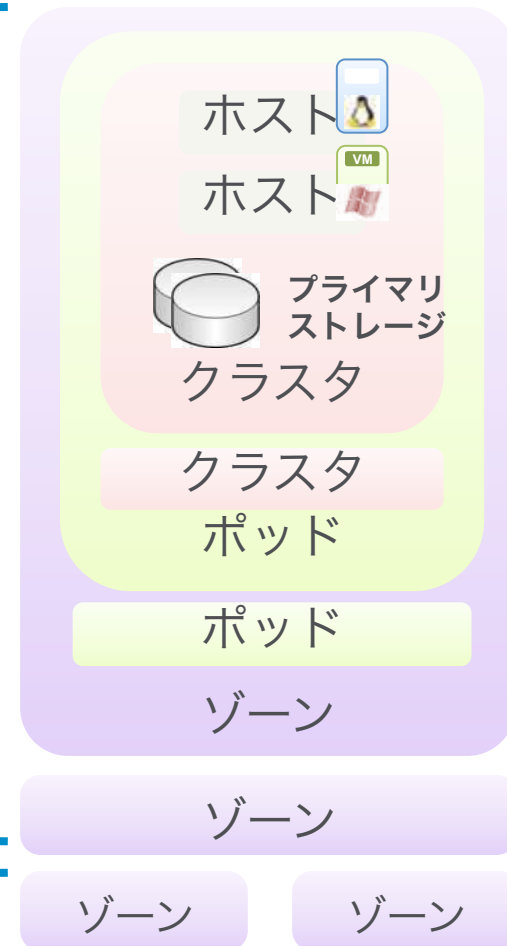 ホスト
VM
ホスト
プライマリ
ストレージ
クラスタ
クラスタ
ポッド
ポッド
ゾーン
ゾーン
ゾーン ゾーン